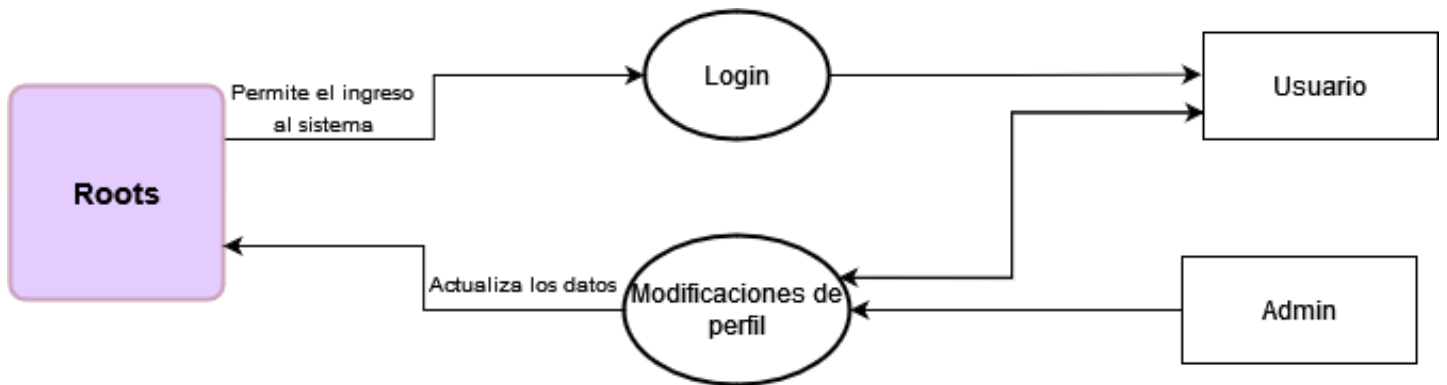 Login
Usuario
Permite el ingreso
al sistema
Roots
Actualiza los datos
Modificaciones de
perfil
Admin